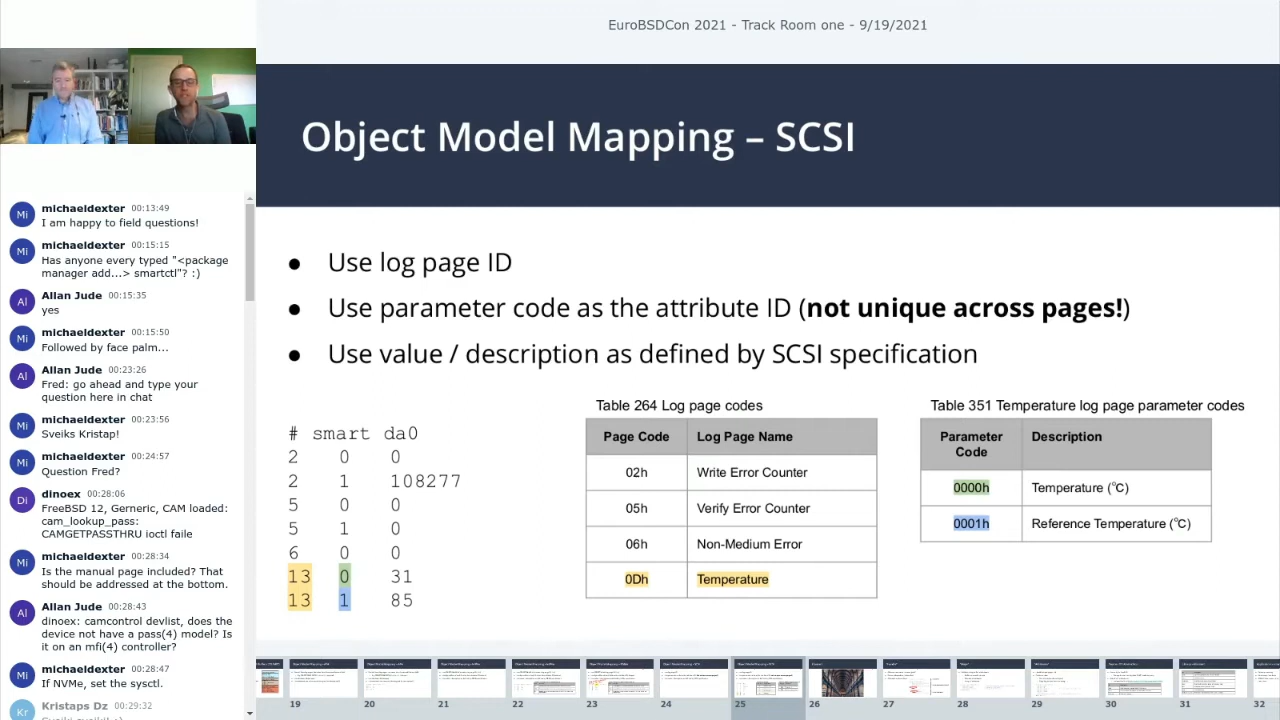 EuroBSDCon 2021 - Track Room one - 9/19/2021
Object Model Mapping – SCSI
● Use log page ID
● Use parameter code as the attribute ID (not unique across pages!)
● Use value / description as defined by SCSI specification
# smart da0
2 0 0
2 1 108277
5 0 0
5 1 0
6 0 0
13 0 31
13 1 85
Table 264 Log page codes
Page Code Log Page Name
02h Write Error Counter
05h Verify Error Counter
06h Non-Medium Error
0Dh Temperature
Table 351 Temperature log page parameter codes
Parameter
Code
Description
0000h Temperature (℃)
0001h Reference Temperature (℃)
Mi michaeldexter 00:13:49
I am happy to field questions!
Mi michaeldexter 00:15:15
Has anyone every typed "<package
manager add...> smartctl"? :)
Al Allan Jude 00:15:35
yes
Mi michaeldexter 00:15:50
Followed by face palm...
Al Allan Jude 00:23:26
Fred: go ahead and type your
question here in chat
Mi michaeldexter 00:23:56
Sveiks Kristap!
Mi michaeldexter 00:24:57
Question Fred?
Di dinoex 00:28:06
FreeBSD 12, Gerneric, CAM loaded:
cam_lookup_pass:
CAMGETPASSTHRU ioctl faile
Mi michaeldexter 00:28:34
Is the manual page included? That
should be addressed at the bottom.
Al Allan Jude 00:28:43
dinoex: camcontrol devlist, does the
device not have a pass(4) model? Is
it on an mfi(4) controller?
Mi michaeldexter 00:28:47
If NVMe, set the sysctl.
Kr Kristaps Dz 00:29:32
19 20 21 22 23 24 25 26 27 28 29 30 31 32